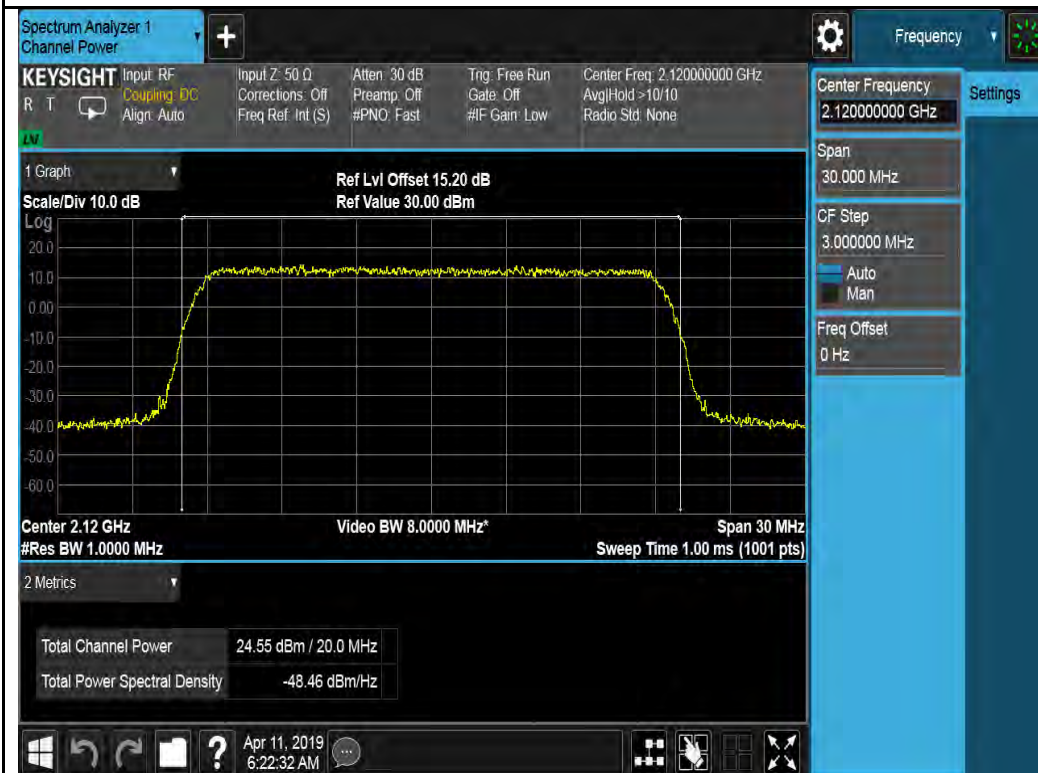 Spectrum Analyzer 1
Channel Power
+
Frequency
KEYSIGHT Input: RF
R T Coupling: DC
Align: Auto
Input Z: 50 Ω
Corrections: Off
Freq Ref: Int (S)
Atten: 30 dB
Preamp: Off
#PNO: Fast
Trig: Free Run
Gate: Off
#IF Gain: Low
Center Freq: 2.120000000 GHz
Avg|Hold >10/10
Radio Std: None
Center Frequency
2.120000000 GHz
Settings
Span
30.000 MHz
CF Step
3.000000 MHz
Auto
Man
Freq Offset
0 Hz
1 Graph
Ref Lvl Offset 15.20 dB
Scale/Div 10.0 dB
Ref Value 30.00 dBm
Log
20.0
10.0
0.00
-10.0
-20.0
-30.0
-40.0
-50.0
-60.0
Center 2.12 GHz
Video BW 8.0000 MHz*
Span 30 MHz
#Res BW 1.0000 MHz
Sweep Time 1.00 ms (1001 pts)
2 Metrics
Total Channel Power 24.55 dBm / 20.0 MHz
Total Power Spectral Density -48.46 dBm/Hz
?
Apr 11, 2019
6:22:32 AM